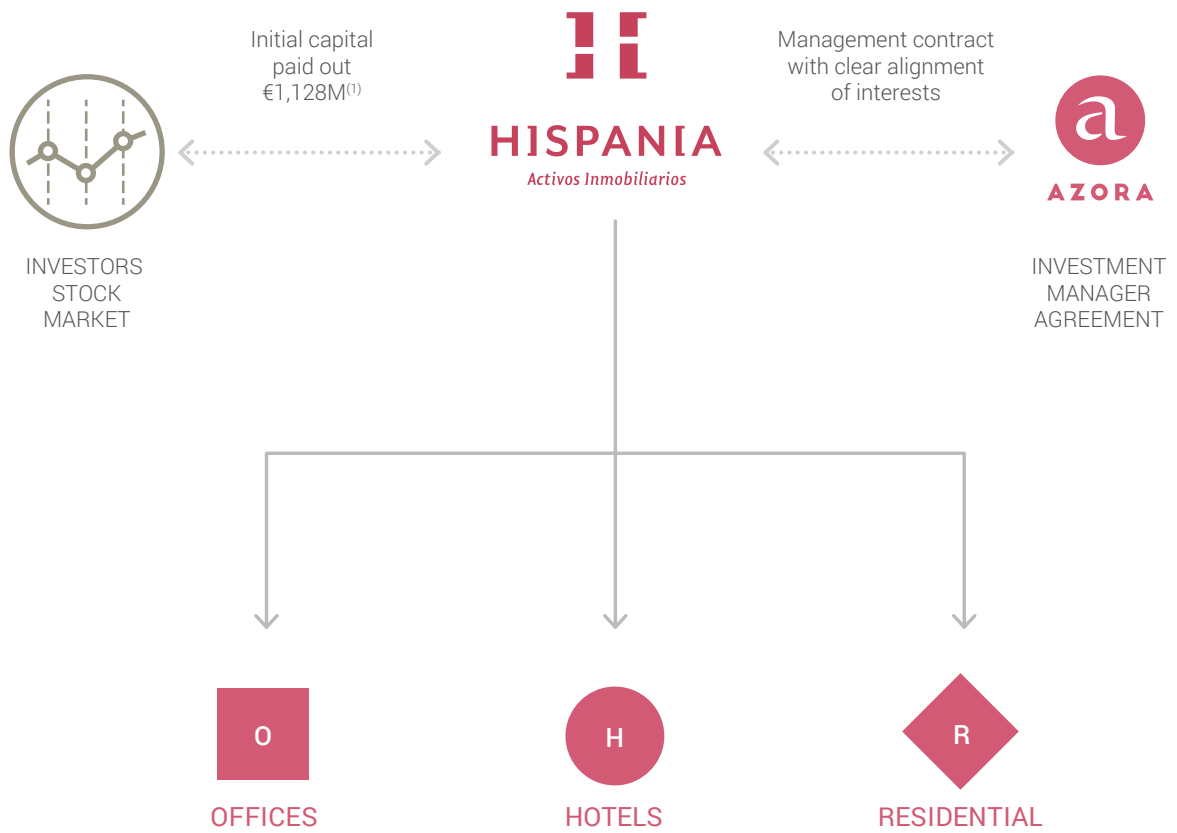 Initial capital
paid out
€1,128M(1)
HISPANIA
Activos Inmobiliarios
Management contract
with clear alignment
of interests
a
AZORA
INVESTORS
STOCK
MARKET
INVESTMENT
MANAGER
AGREEMENT
O
H
R
OFFICES
HOTELS
RESIDENTIAL